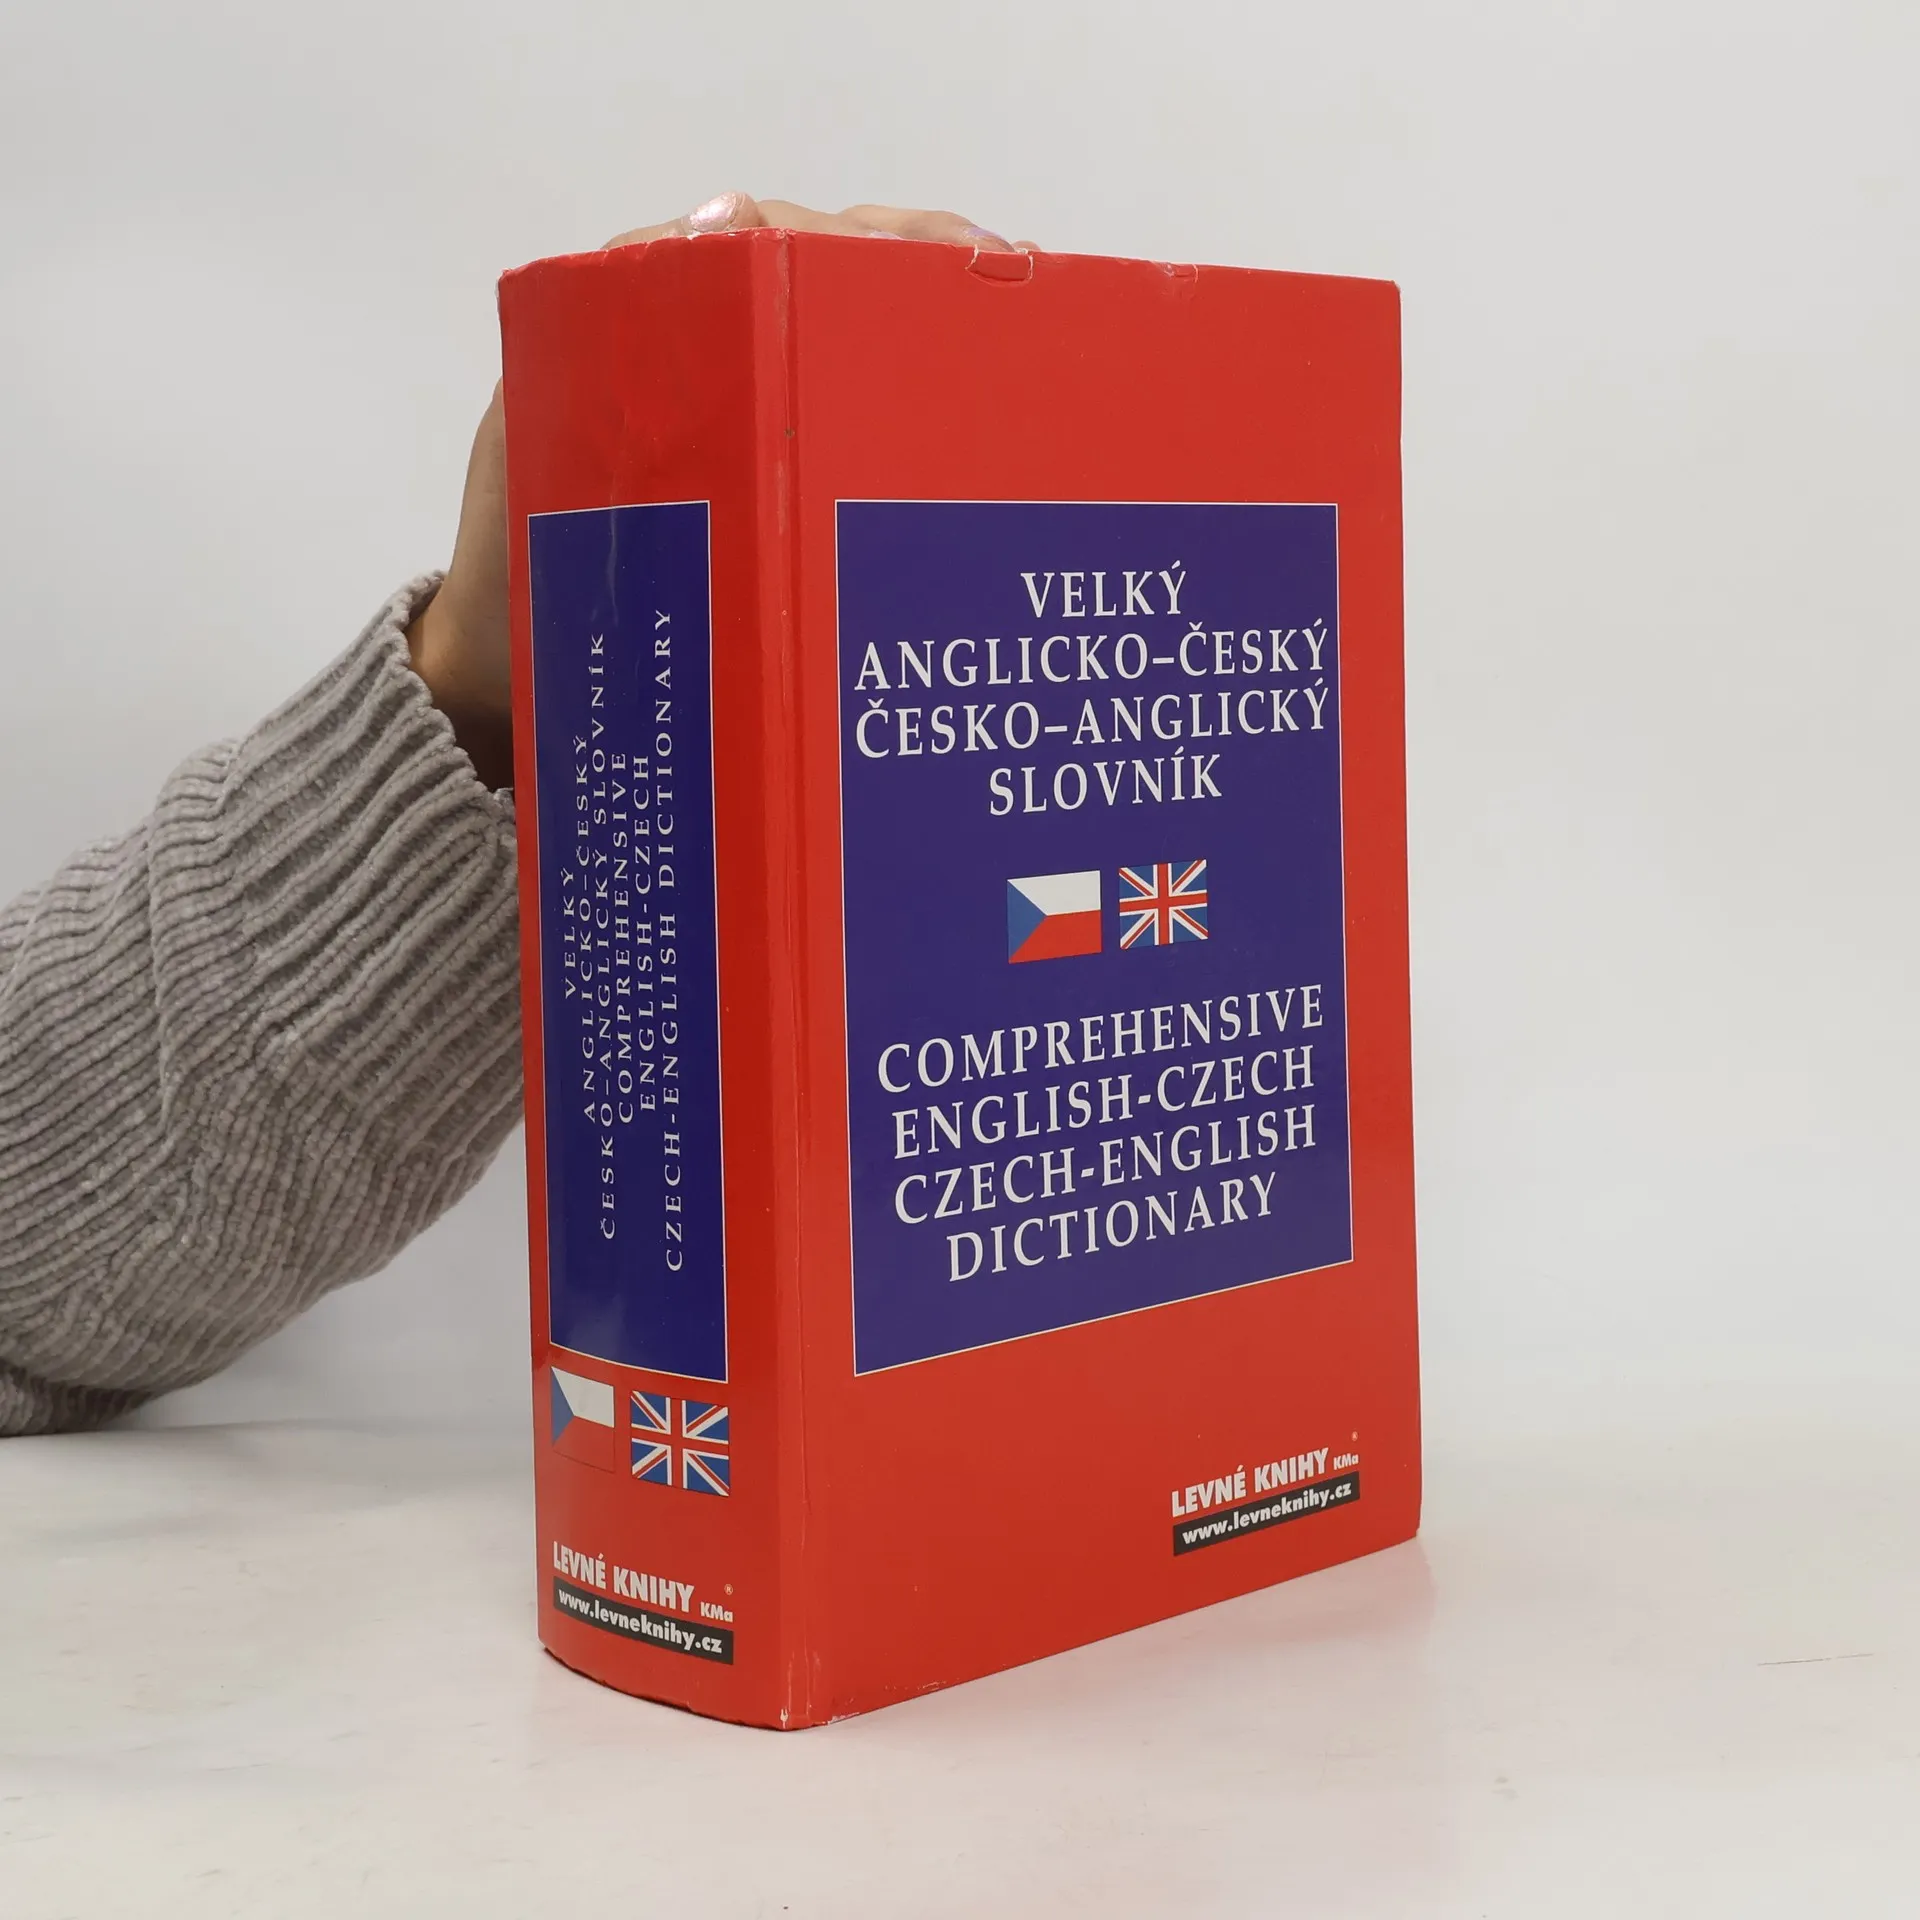 VELKÝ
ANGLICKO–ČESKÝ
ČESKO–ANGLICKÝ SLOVNÍK
COMPREHENSIVE
ENGLISH-CZECH
CZECH-ENGLISH DICTIONARY
LEVNÉ KNIHY KMa ®
www.levneknihy.cz
VELKÝ
ANGLICKO–ČESKÝ
ČESKO–ANGLICKÝ
SLOVNÍK
COMPREHENSIVE
ENGLISH-CZECH
CZECH-ENGLISH
DICTIONARY
LEVNÉ KNIHY KMa ®
www.levneknihy.cz